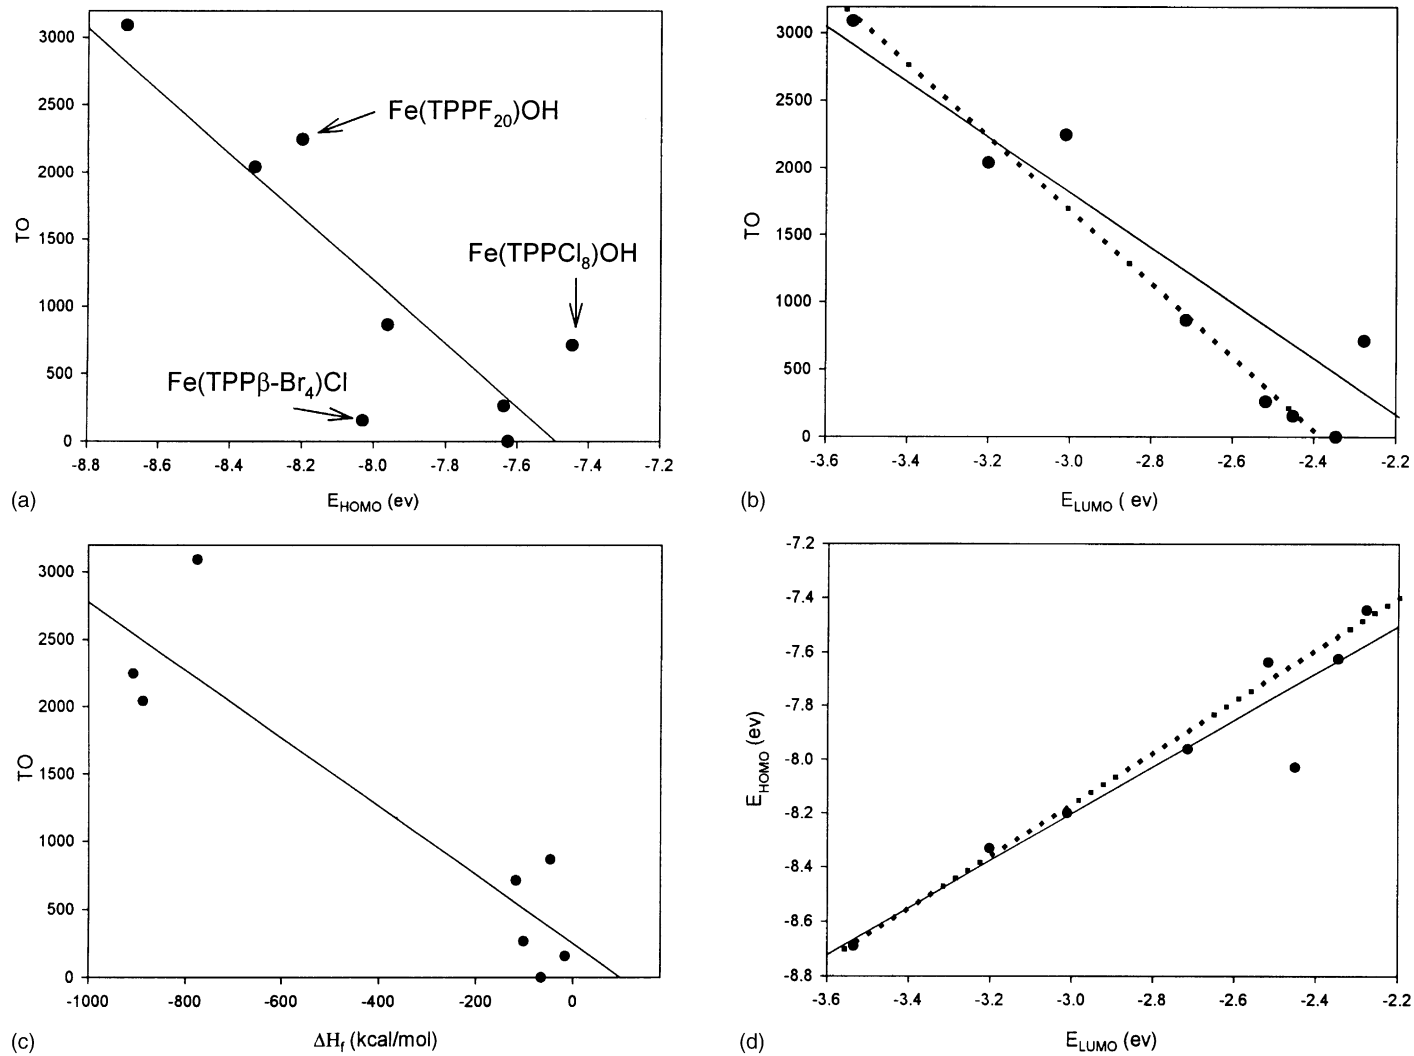 3000
2500
2000
1500
1000
500
0
TO
Fe(TPPF20)OH
Fe(TPPCl8)OH
Fe(TPPβ-Br4)Cl
-8.8 -8.6 -8.4 -8.2 -8.0 -7.8 -7.6 -7.4 -7.2
(a) EHOMO (ev)
3000
2500
2000
1500
1000
500
0
TO
-3.6 -3.4 -3.2 -3.0 -2.8 -2.6 -2.4 -2.2
(b) ELUMO ( ev)
3000
2500
2000
1500
1000
500
0
TO
-1000 -800 -600 -400 -200 0
(c) ΔHf (kcal/mol)
-7.2
-7.4
-7.6
-7.8
-8.0
-8.2
-8.4
-8.6
-8.8
EHOMO (ev)
-3.6 -3.4 -3.2 -3.0 -2.8 -2.6 -2.4 -2.2
(d) ELUMO (ev)